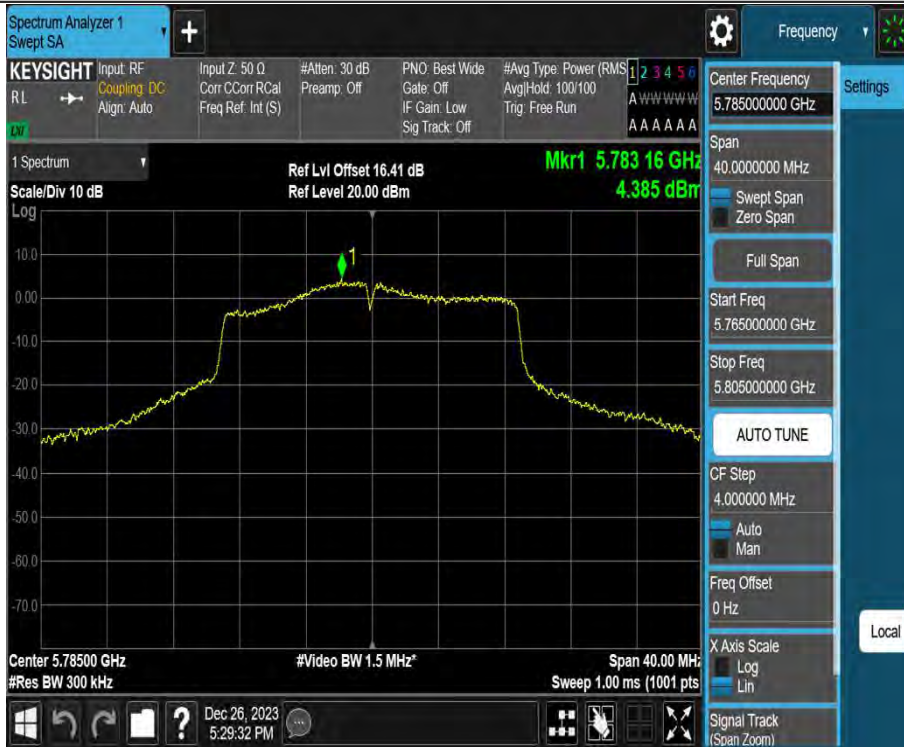 Spectrum Analyzer 1
Swept SA
+
Frequency
KEYSIGHT
RL
LXI
Input: RF
Coupling: DC
Align: Auto
Input Z: 50 Ω
Corr CCorr RCal
Freq Ref: Int (S)
#Atten: 30 dB
Preamp: Off
PNO: Best Wide
Gate: Off
IF Gain: Low
Sig Track: Off
#Avg Type: Power (RMS
Avg|Hold: 100/100
Trig: Free Run
1 2 3 4 5 6
A W W W W W
A A A A A A
1 Spectrum
Scale/Div 10 dB
Log
Ref Lvl Offset 16.41 dB
Ref Level 20.00 dBm
Mkr1 5.783 16 GHz
4.385 dBm
1
10.0
0.00
-10.0
-20.0
-30.0
-40.0
-50.0
-60.0
-70.0
Center 5.78500 GHz
#Res BW 300 kHz
#Video BW 1.5 MHz*
Span 40.00 MHz
Sweep 1.00 ms (1001 pts
?
Dec 26, 2023
5:29:32 PM
Center Frequency
5.785000000 GHz
Span
40.0000000 MHz
Swept Span
Zero Span
Full Span
Start Freq
5.765000000 GHz
Stop Freq
5.805000000 GHz
AUTO TUNE
CF Step
4.000000 MHz
Auto
Man
Freq Offset
0 Hz
X Axis Scale
Log
Lin
Signal Track
(Span Zoom)
Settings
Local